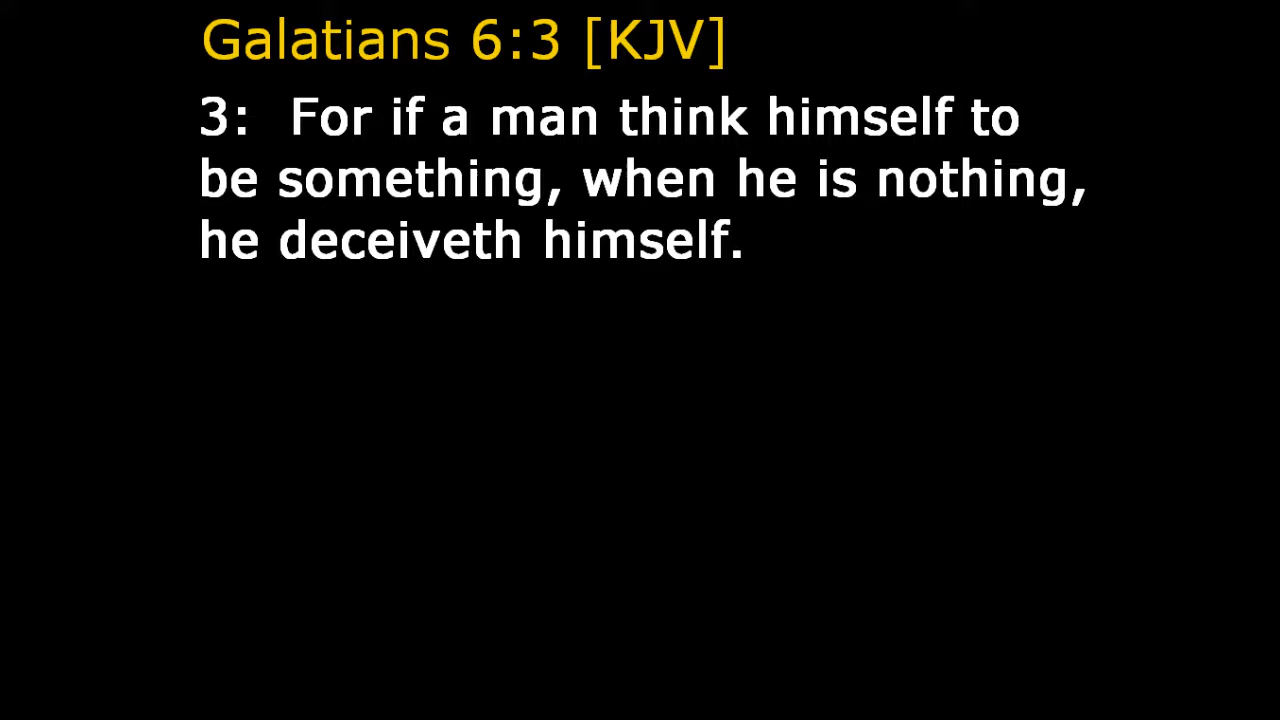 Galatians 6:3 [KJV]
3:  For if a man think himself to
be something, when he is nothing,
he deceiveth himself.